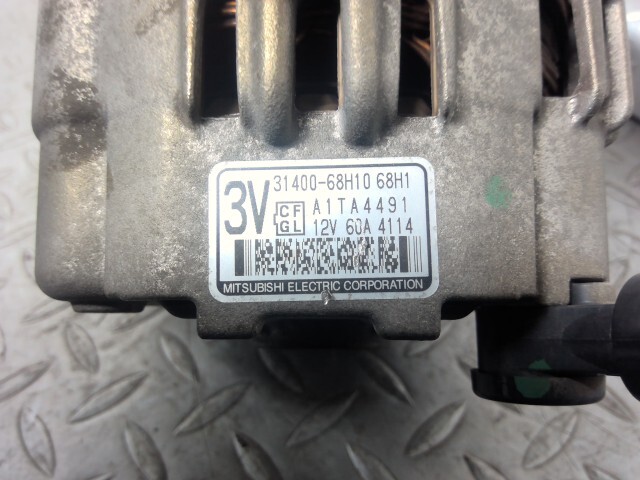 3V
31400-68H10 68H1
CF
GL
A1TA4491
12V 60A 4114
MITSUBISHI ELECTRIC CORPORATION